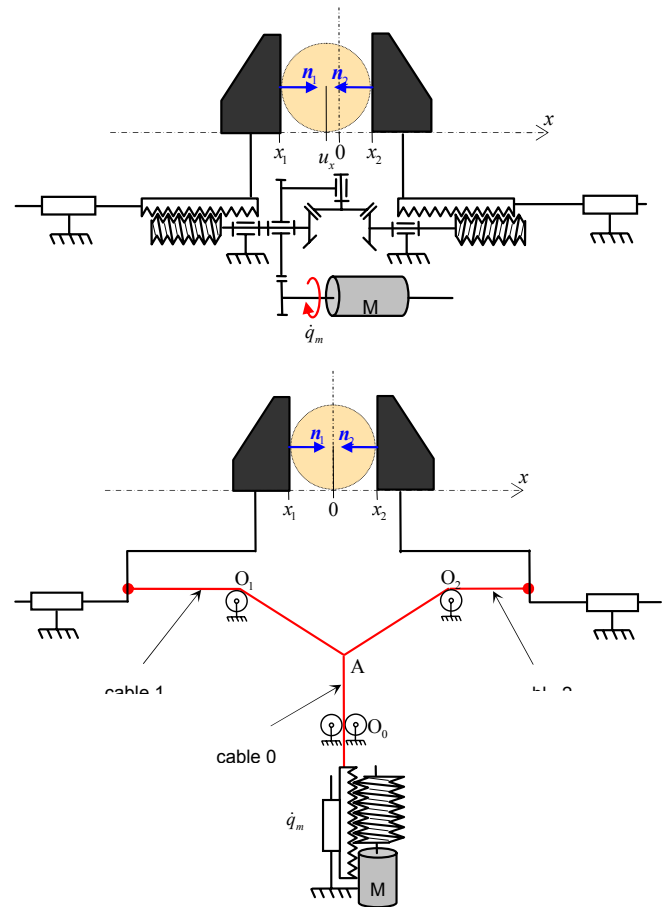 n₁ n₂
x
x₁ uₓ 0 x₂
M
q̇ₘ
n₁ n₂
x
x₁ 0 x₂
O₁ O₂
A
cable 1
O₀
cable 0
q̇ₘ
M